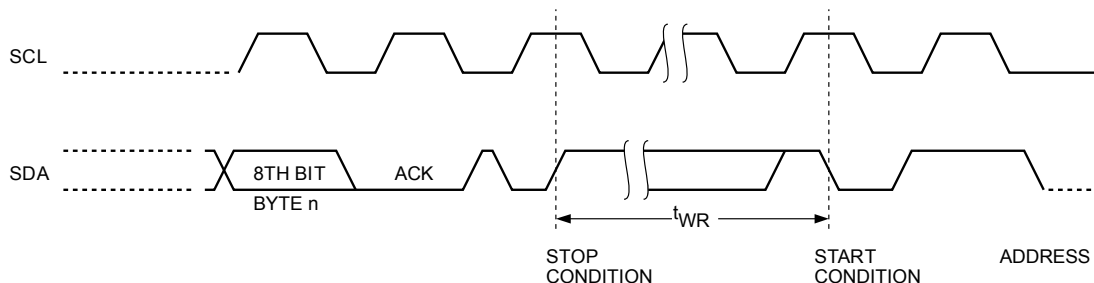 SCL
SDA
8TH BIT
ACK
BYTE n
tWR
STOP
CONDITION
START
CONDITION
ADDRESS